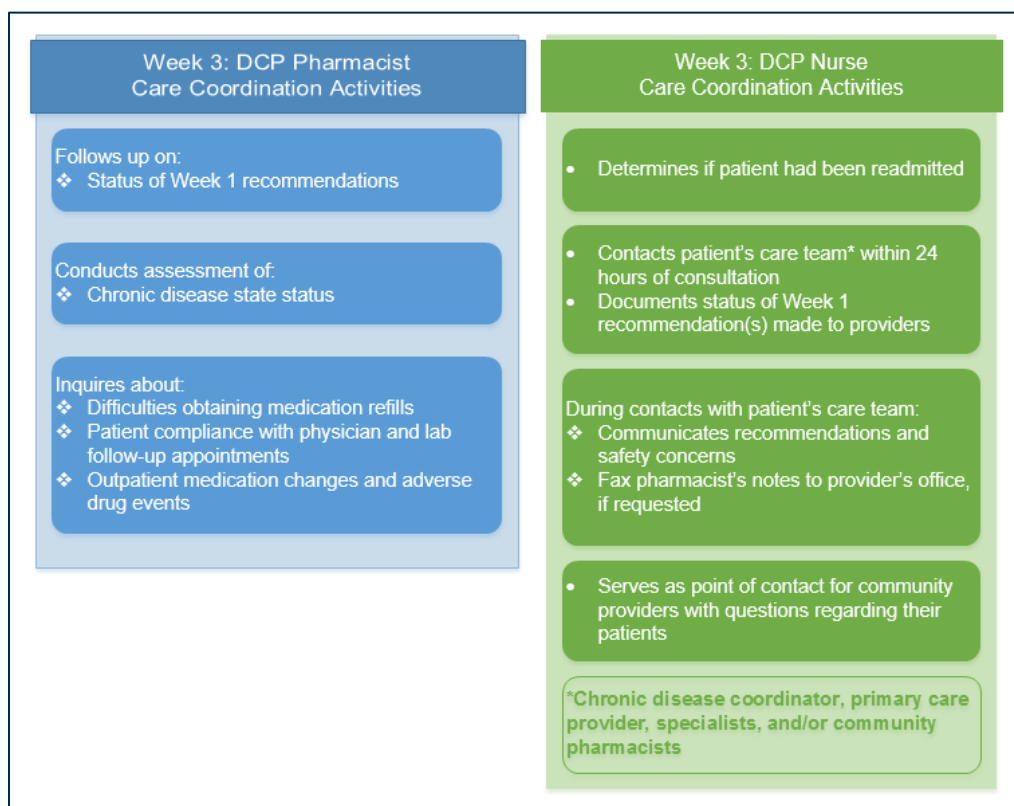 Week 3: DCP Pharmacist
Care Coordination Activities
Follows up on:
❖ Status of Week 1 recommendations
Conducts assessment of:
❖ Chronic disease state status
Inquires about:
❖ Difficulties obtaining medication refills
❖ Patient compliance with physician and lab
follow-up appointments
❖ Outpatient medication changes and adverse
drug events
Week 3: DCP Nurse
Care Coordination Activities
• Determines if patient had been readmitted
• Contacts patient's care team* within 24
hours of consultation
• Documents status of Week 1
recommendation(s) made to providers
During contacts with patient's care team:
❖ Communicates recommendations and
safety concerns
❖ Fax pharmacist's notes to provider's office,
if requested
• Serves as point of contact for community
providers with questions regarding their
patients
*Chronic disease coordinator, primary care
provider, specialists, and/or community
pharmacists